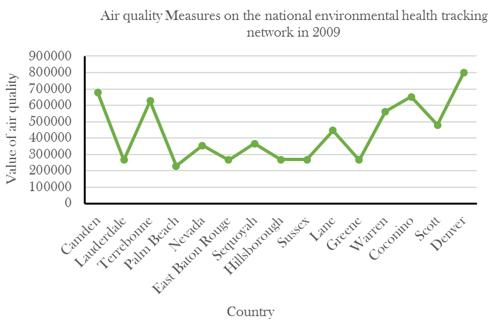 Air quality Measures on the national environmental health tracking
network in 2009
Value of air quality
900000
800000
700000
600000
500000
400000
300000
200000
100000
0
Camden
Lauderdale
Terrebonne
Palm Beach
Nevada
East Baton Rouge
Sequoyah
Hillsborough
Sussex
Lane
Greene
Warren
Coconino
Scott
Denver
Country